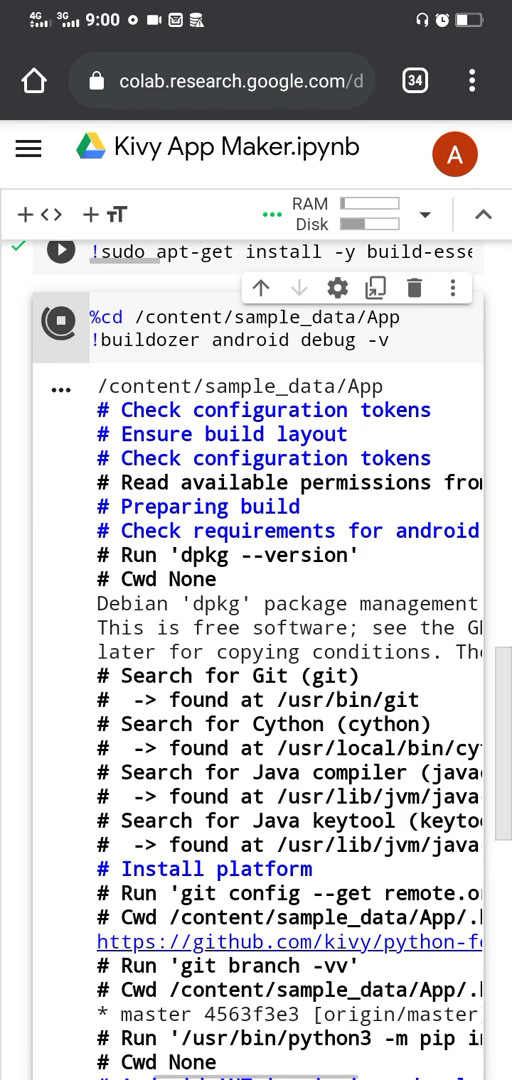 4G 3G 9:00
colab.research.google.com/d
34
Kivy App Maker.ipynb
A
+ <> + TT
RAM
Disk
!sudo apt-get install -y build-esse
%cd /content/sample_data/App
!buildozer android debug -v
/content/sample_data/App
# Check configuration tokens
# Ensure build layout
# Check configuration tokens
# Read available permissions from
# Preparing build
# Check requirements for android
# Run 'dpkg --version'
# Cwd None
Debian 'dpkg' package management
This is free software; see the G
later for copying conditions. The
# Search for Git (git)
#  -> found at /usr/bin/git
# Search for Cython (cython)
#  -> found at /usr/local/bin/cy
# Search for Java compiler (java
#  -> found at /usr/lib/jvm/java
# Search for Java keytool (keyto
#  -> found at /usr/lib/jvm/java
# Install platform
# Run 'git config --get remote.o
# Cwd /content/sample_data/App/.
https://github.com/kivy/python-fo
# Run 'git branch -vv'
# Cwd /content/sample_data/App/.
* master 4563f3e3 [origin/master
# Run '/usr/bin/python3 -m pip i
# Cwd None